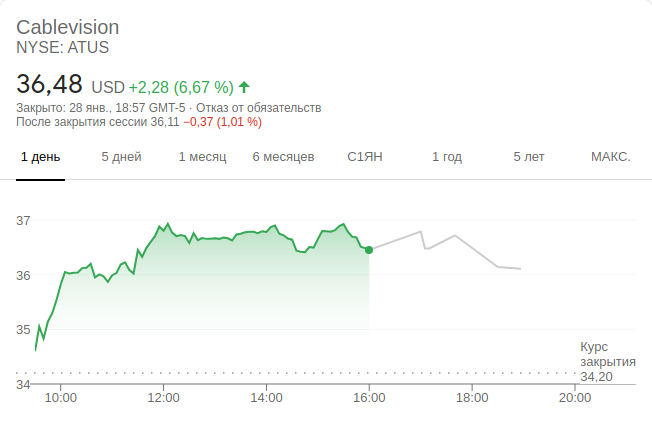 Cablevision
NYSE: ATUS
36,48 USD +2,28 (6,67 %)
Закрыто: 28 янв., 18:57 GMT-5 · Отказ от обязательств
После закрытия сессии 36,11 −0,37 (1,01 %)
1 день 5 дней 1 месяц 6 месяцев С1ЯН 1 год 5 лет МАКС.
37
36
35
Курс
закрытия
34,20
34
10:00 12:00 14:00 16:00 18:00 20:00